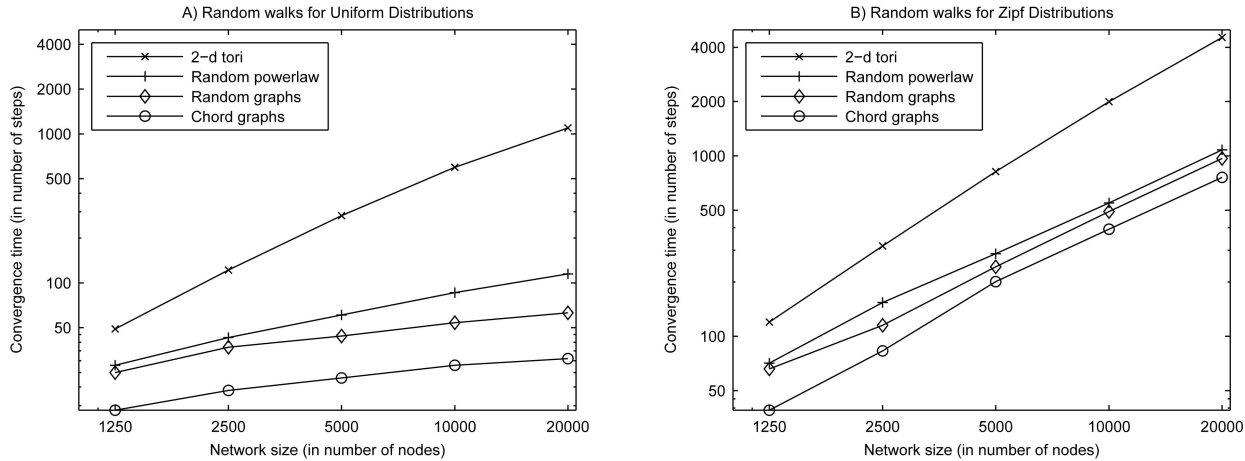 A) Random walks for Uniform Distributions
4000
2000
1000
500
100
50
Convergence time (in number of steps)
2-d tori
Random powerlaw
Random graphs
Chord graphs
1250
2500
5000
10000
20000
Network size (in number of nodes)
B) Random walks for Zipf Distributions
4000
2000
1000
500
100
50
Convergence time (in number of steps)
2-d tori
Random powerlaw
Random graphs
Chord graphs
1250
2500
5000
10000
20000
Network size (in number of nodes)